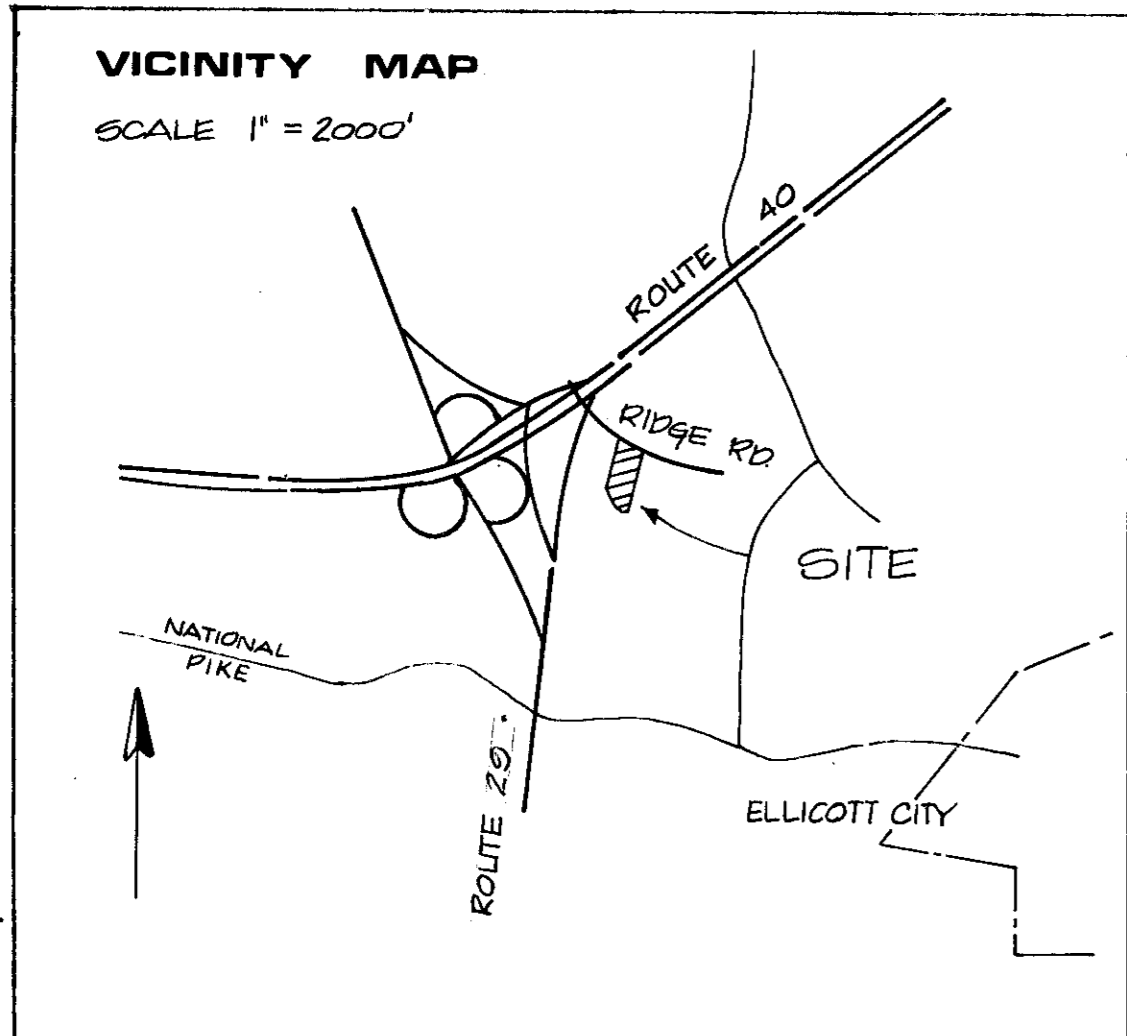 VICINITY MAP
SCALE 1" = 2000'
ROUTE 40
RIDGE RD.
SITE
NATIONAL
PIKE
ROUTE 29
ELLICOTT CITY